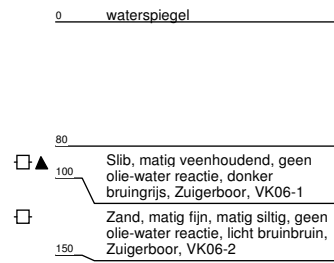 0 waterspiegel
80
Slib, matig veenhoudend, geen
100 olie-water reactie, donker
bruingrijs, Zuigerboor, VK06-1
Zand, matig fijn, matig siltig, geen
olie-water reactie, licht bruinbruin,
150 Zuigerboor, VK06-2